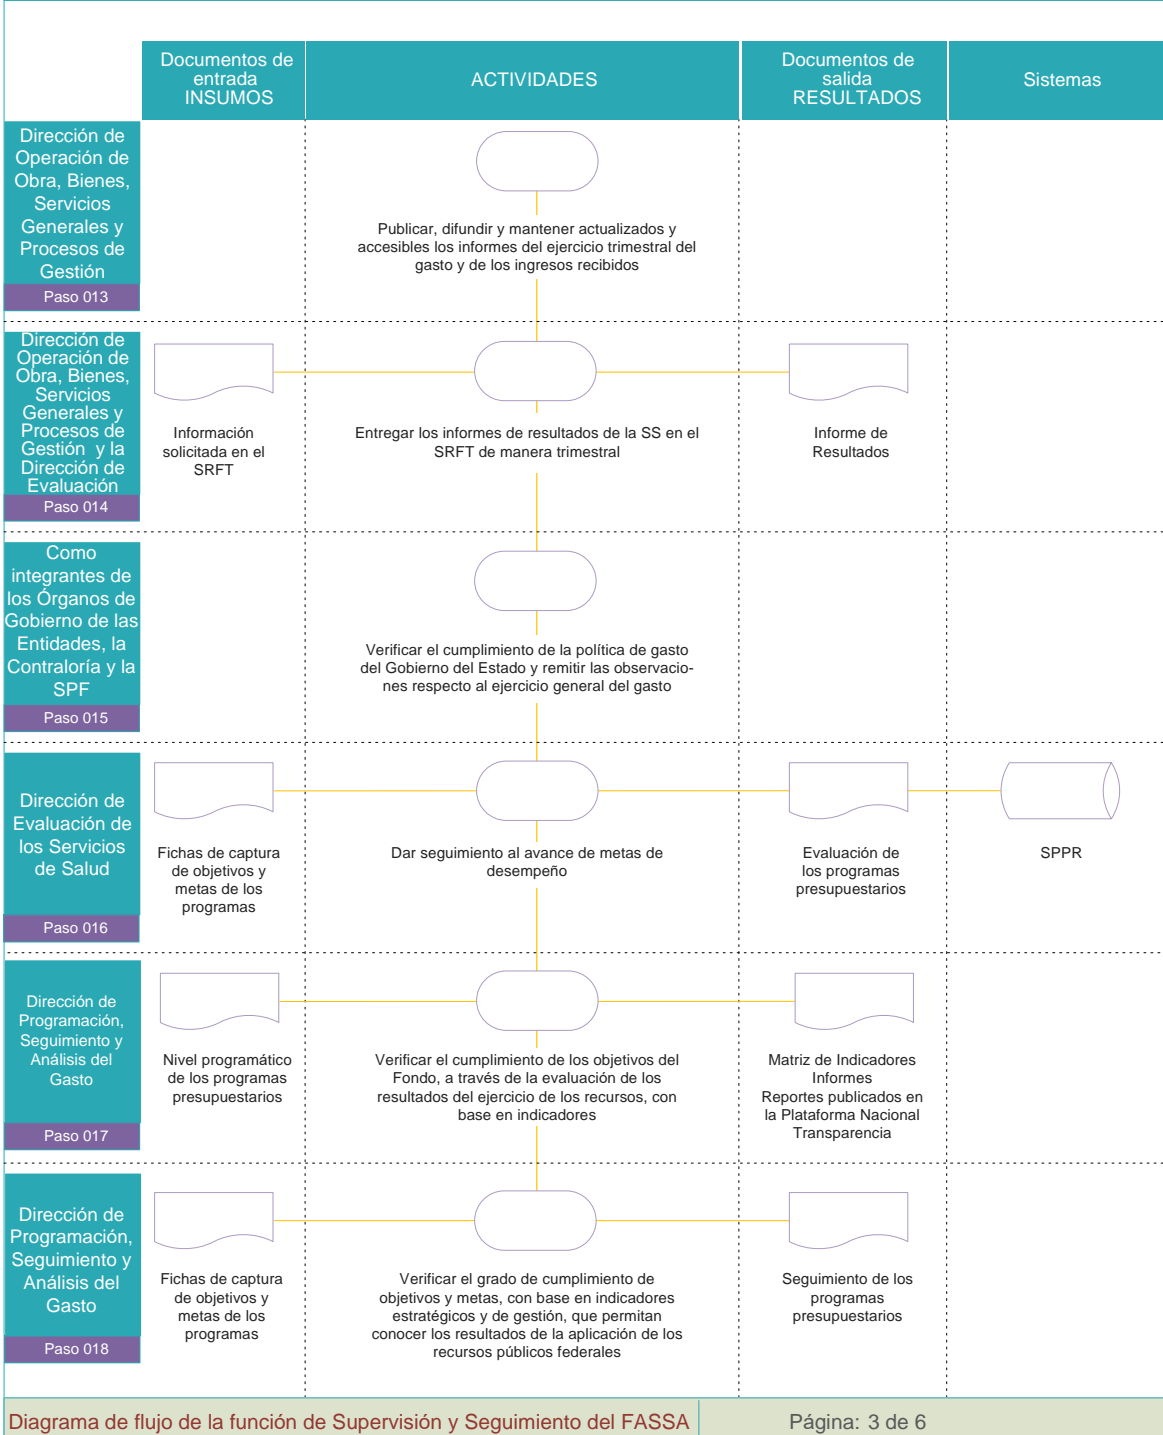 Documentos de
entrada
INSUMOS
ACTIVIDADES
Documentos de
salida
RESULTADOS
Sistemas
Dirección de
Operación de
Obra, Bienes,
Servicios
Generales y
Procesos de
Gestión
Paso 013
Publicar, difundir y mantener actualizados y
accesibles los informes del ejercicio trimestral del
gasto y de los ingresos recibidos
Dirección de
Operación de
Obra, Bienes,
Servicios
Generales y
Procesos de
Gestión y la
Dirección de
Evaluación
Paso 014
Información
solicitada en el
SRFT
Entregar los informes de resultados de la SS en el
SRFT de manera trimestral
Informe de
Resultados
Como
integrantes de
los Órganos de
Gobierno de las
Entidades, la
Contraloría y la
SPF
Paso 015
Verificar el cumplimiento de la política de gasto
del Gobierno del Estado y remitir las observacio-
nes respecto al ejercicio general del gasto
Dirección de
Evaluación de
los Servicios
de Salud
Paso 016
Fichas de captura
de objetivos y
metas de los
programas
Dar seguimiento al avance de metas de
desempeño
Evaluación de
los programas
presupuestarios
SPPR
Dirección de
Programación,
Seguimiento y
Análisis del
Gasto
Paso 017
Nivel programático
de los programas
presupuestarios
Verificar el cumplimiento de los objetivos del
Fondo, a través de la evaluación de los
resultados del ejercicio de los recursos, con
base en indicadores
Matriz de Indicadores
Informes
Reportes publicados en
la Plataforma Nacional
Transparencia
Dirección de
Programación,
Seguimiento y
Análisis del
Gasto
Paso 018
Fichas de captura
de objetivos y
metas de los
programas
Verificar el grado de cumplimiento de
objetivos y metas, con base en indicadores
estratégicos y de gestión, que permitan
conocer los resultados de la aplicación de los
recursos públicos federales
Seguimiento de los
programas
presupuestarios
Diagrama de flujo de la función de Supervisión y Seguimiento del FASSA
Página: 3 de 6